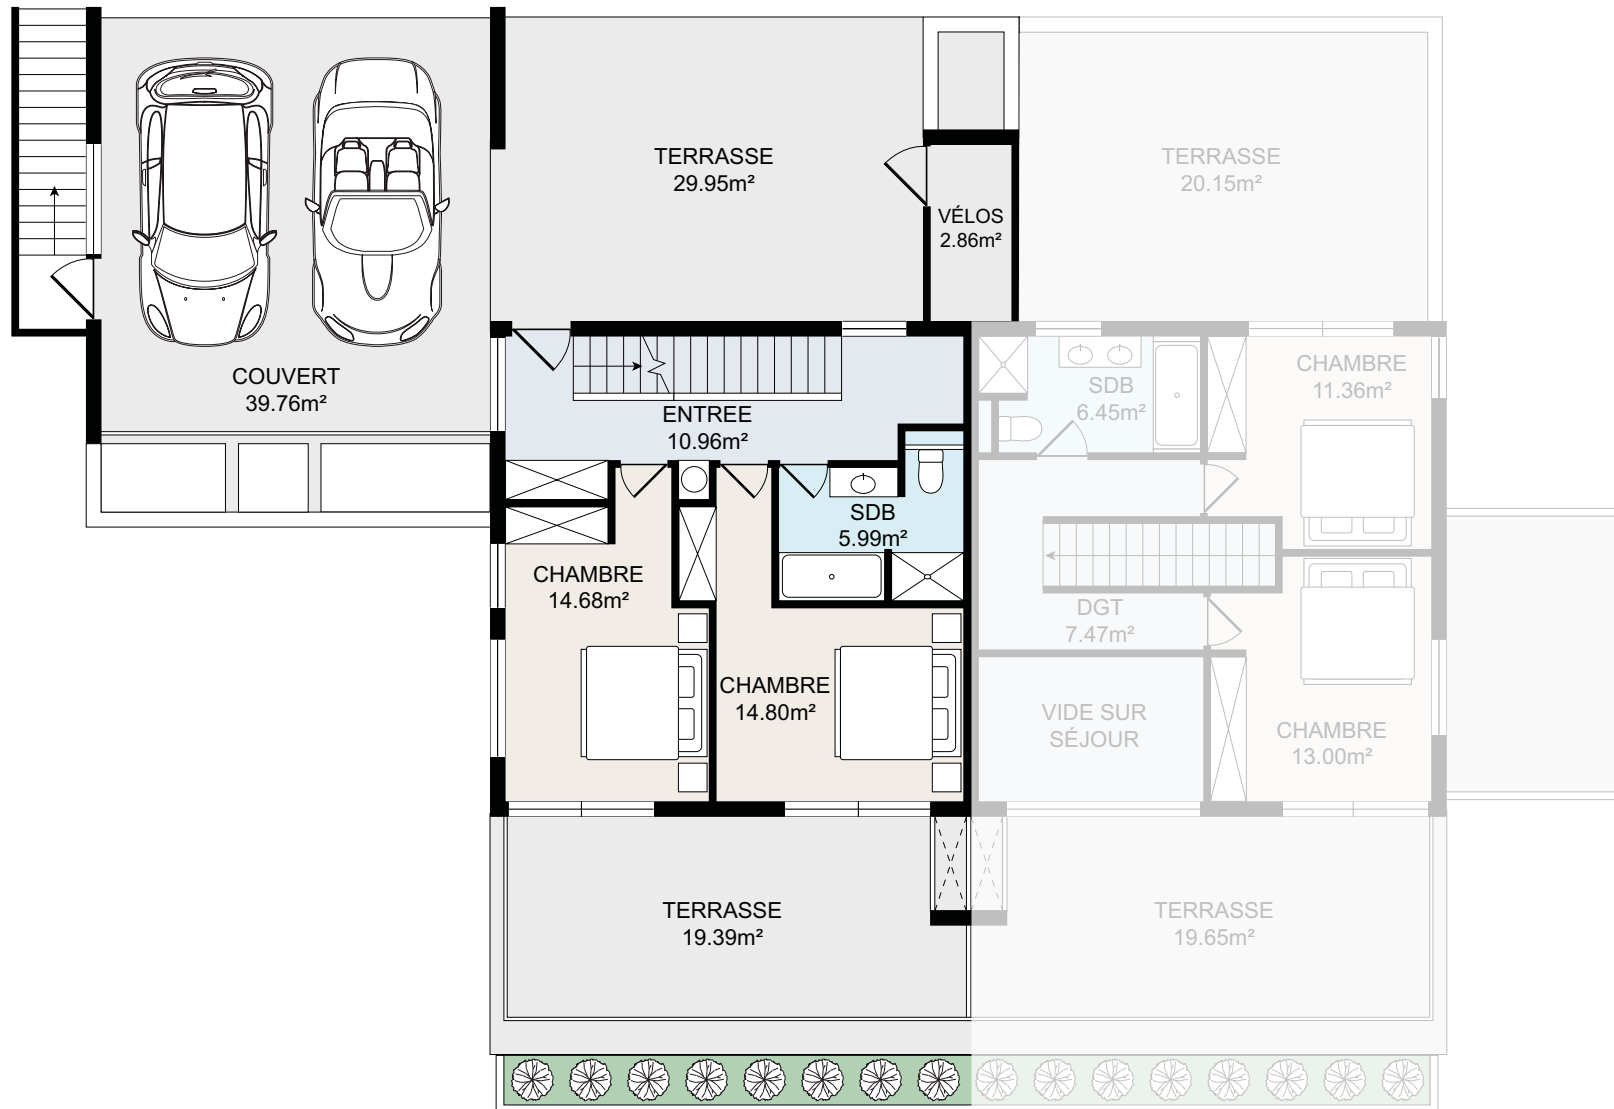 TERRASSE
29.95m²
TERRASSE
20.15m²
VÉLOS
2.86m²
COUVERT
39.76m²
ENTREE
10.96m²
SDB
6.45m²
CHAMBRE
11.36m²
SDB
5.99m²
CHAMBRE
14.68m²
DGT
7.47m²
CHAMBRE
14.80m²
VIDE SUR
SÉJOUR
CHAMBRE
13.00m²
TERRASSE
19.39m²
TERRASSE
19.65m²